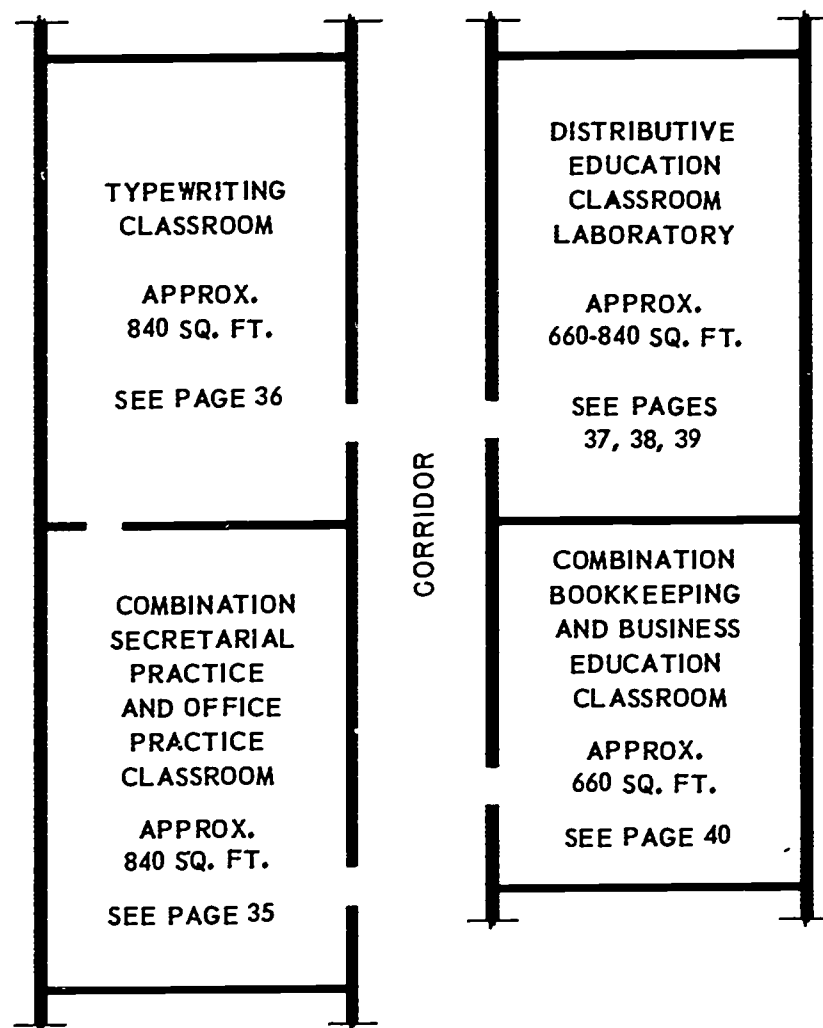 TYPEWRITING
CLASSROOM
APPROX.
840 SQ. FT.
SEE PAGE 36
COMBINATION
SECRETARIAL
PRACTICE
AND OFFICE
PRACTICE
CLASSROOM
APPROX.
840 SQ. FT.
SEE PAGE 35
CORRIDOR
DISTRIBUTIVE
EDUCATION
CLASSROOM
LABORATORY
APPROX.
660-840 SQ. FT.
SEE PAGES
37, 38, 39
COMBINATION
BOOKKEEPING
AND BUSINESS
EDUCATION
CLASSROOM
APPROX.
660 SQ. FT.
SEE PAGE 40